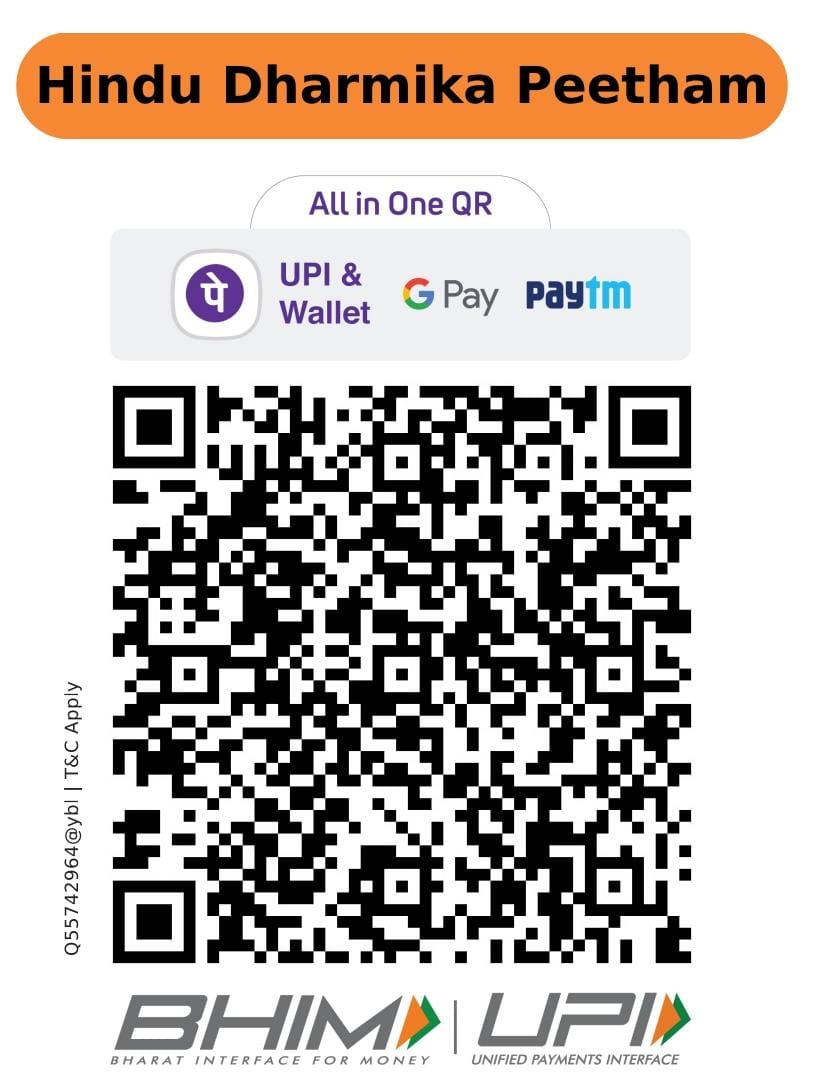 Hindu Dharmika Peetham
All in One QR
पे
UPI &
Wallet
G Pay
paytm
Q55742964@ybl | T&C Apply
BHIM
BHARAT INTERFACE FOR MONEY
UPI
UNIFIED PAYMENTS INTERFACE